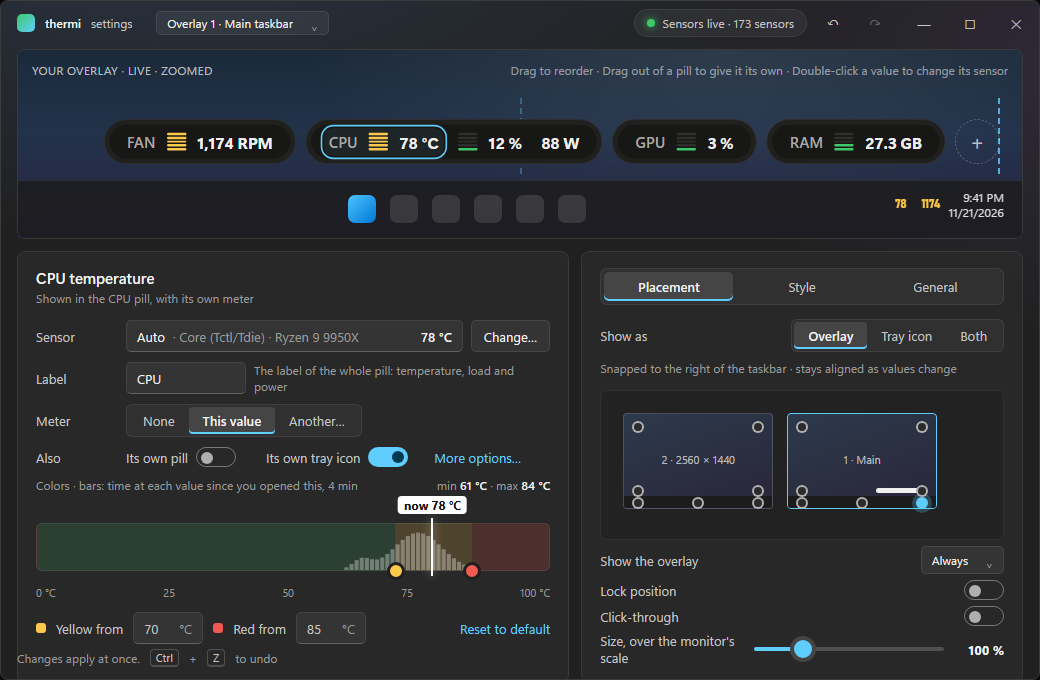 thermi settings Overlay 1 · Main taskbar Sensors live · 173 sensors
YOUR OVERLAY · LIVE · ZOOMED Drag to reorder · Drag out of a pill to give it its own · Double-click a value to change its sensor
FAN 1,174 RPM CPU 78 °C 12 % 88 W GPU 3 % RAM 27.3 GB +
78 1174 9:41 PM
11/21/2026
CPU temperature
Shown in the CPU pill, with its own meter
Sensor Auto · Core (Tctl/Tdie) · Ryzen 9 9950X 78 °C Change...
Label CPU The label of the whole pill: temperature, load and
power
Meter None This value Another...
Also Its own pill Its own tray icon More options...
Colors · bars: time at each value since you opened this, 4 min min 61 °C · max 84 °C
now 78 °C
0 °C 25 50 75 100 °C
Yellow from 70 °C Red from 85 °C Reset to default
Changes apply at once. Ctrl + Z to undo
Placement Style General
Show as Overlay Tray icon Both
Snapped to the right of the taskbar · stays aligned as values change
2 · 2560 × 1440 1 · Main
Show the overlay Always
Lock position
Click-through
Size, over the monitor's
scale 100 %